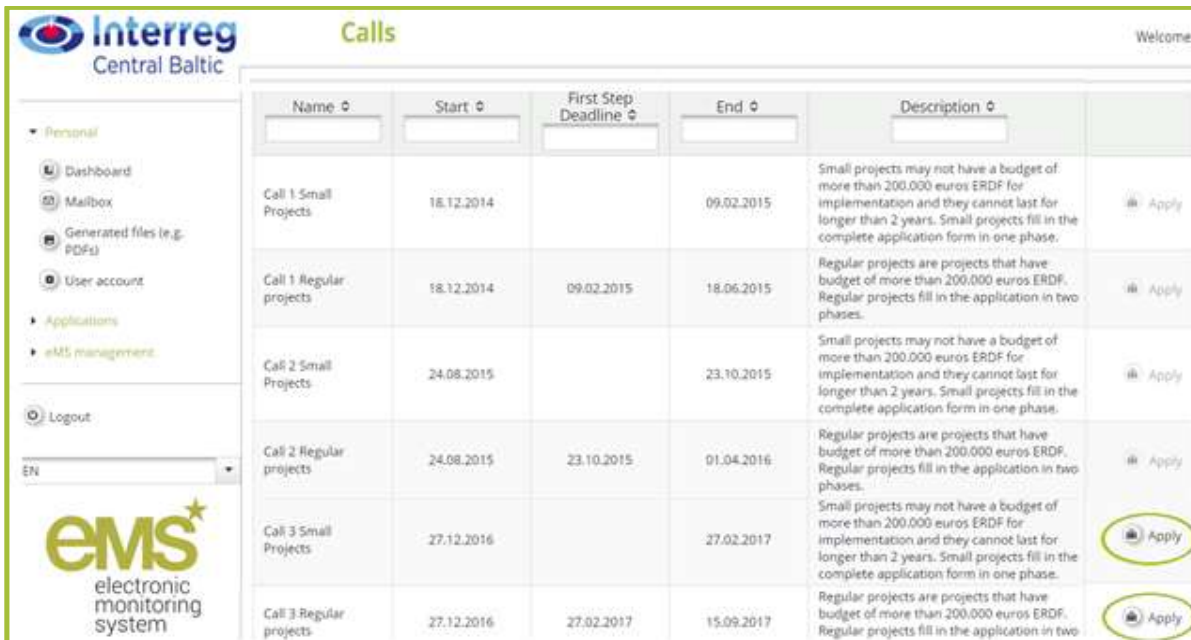 Interreg
Central Baltic
Calls
Welcome
Personal
Dashboard
Mailbox
Generated files (e.g.
PDFs)
User account
Applications
eMS management
Logout
EN
eMS
electronic
monitoring
system
Name
Start
First Step
Deadline
End
Description
Call 1 Small
Projects
18.12.2014
09.02.2015
Small projects may not have a budget of
more than 200.000 euros ERDF for
implementation and they cannot last for
longer than 2 years. Small projects fill in the
complete application form in one phase.
Apply
Call 1 Regular
projects
18.12.2014
09.02.2015
18.06.2015
Regular projects are projects that have
budget of more than 200.000 euros ERDF.
Regular projects fill in the application in two
phases.
Apply
Call 2 Small
Projects
24.08.2015
23.10.2015
Small projects may not have a budget of
more than 200.000 euros ERDF for
implementation and they cannot last for
longer than 2 years. Small projects fill in the
complete application form in one phase.
Apply
Call 2 Regular
projects
24.08.2015
23.10.2015
01.04.2016
Regular projects are projects that have
budget of more than 200.000 euros ERDF.
Regular projects fill in the application in two
phases.
Apply
Call 3 Small
Projects
27.12.2016
27.02.2017
Small projects may not have a budget of
more than 200.000 euros ERDF for
implementation and they cannot last for
longer than 2 years. Small projects fill in the
complete application form in one phase.
Apply
Call 3 Regular
projects
27.12.2016
27.02.2017
15.09.2017
Regular projects are projects that have
budget of more than 200.000 euros ERDF.
Regular projects fill in the application in two
Apply